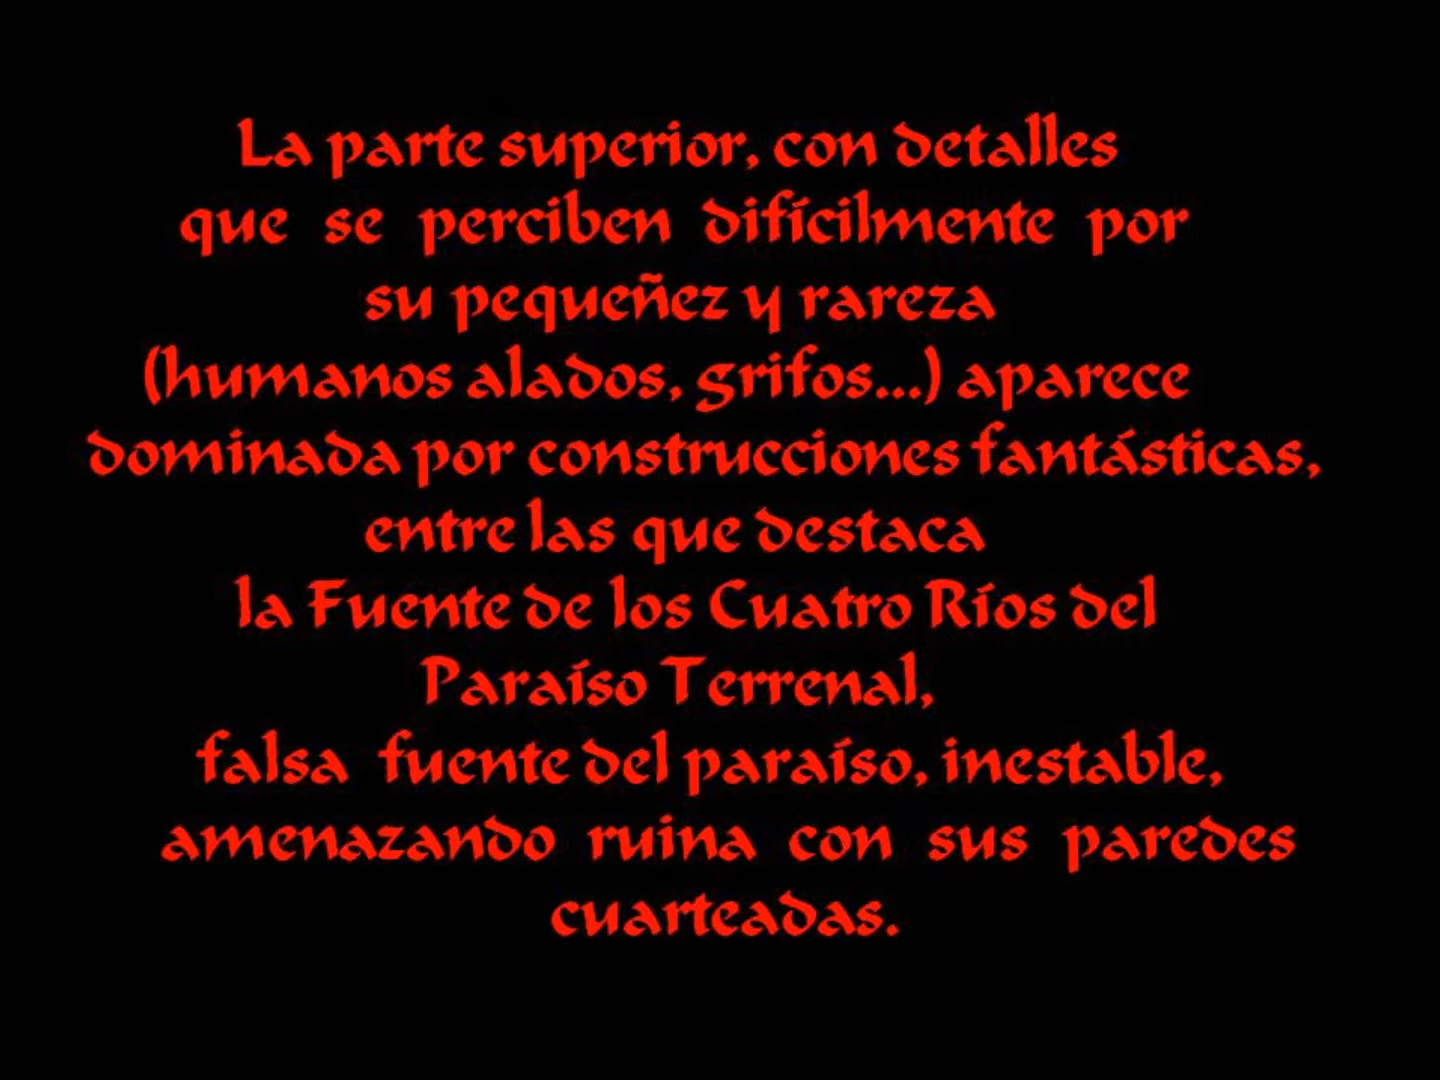 La parte superior, con detalles
que se perciben difícilmente por
su pequeñez y rareza
(humanos alados, grifos...) aparece
dominada por construcciones fantásticas,
entre las que destaca
la Fuente de los Cuatro Ríos del
Paraíso Terrenal,
falsa fuente del paraíso, inestable,
amenazando ruina con sus paredes
cuarteadas.